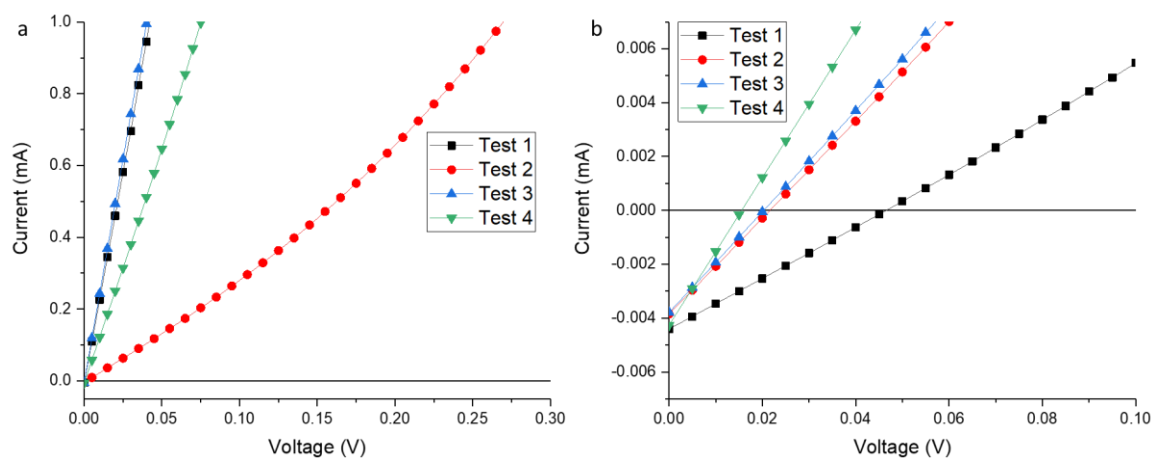 a
1.0
0.8
0.6
0.4
0.2
0.0
Current (mA)
0.00
0.05
0.10
0.15
0.20
0.25
0.30
Voltage (V)
Test 1
Test 2
Test 3
Test 4
b
0.006
0.004
0.002
0.000
-0.002
-0.004
-0.006
Current (mA)
0.00
0.02
0.04
0.06
0.08
0.10
Voltage (V)
Test 1
Test 2
Test 3
Test 4